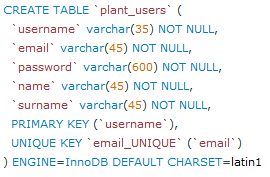 CREATE TABLE `plant_users` (
`username` varchar(35) NOT NULL,
`email` varchar(45) NOT NULL,
`password` varchar(600) NOT NULL,
`name` varchar(45) NOT NULL,
`surname` varchar(45) NOT NULL,
PRIMARY KEY (`username`),
UNIQUE KEY `email_UNIQUE` (`email`)
) ENGINE=InnoDB DEFAULT CHARSET=latin1